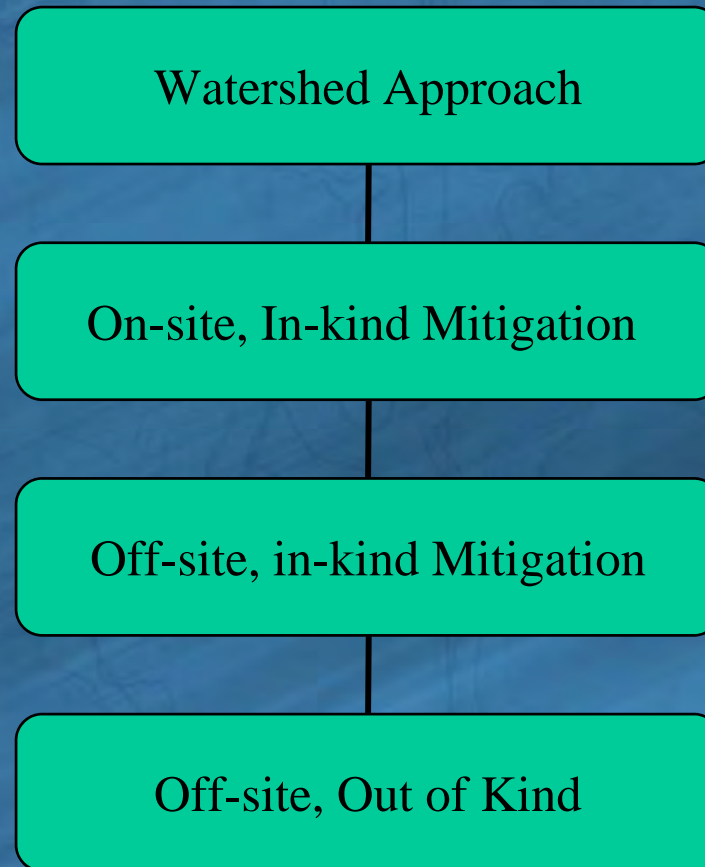 Watershed Approach
On-site, In-kind Mitigation
Off-site, in-kind Mitigation
Off-site, Out of Kind